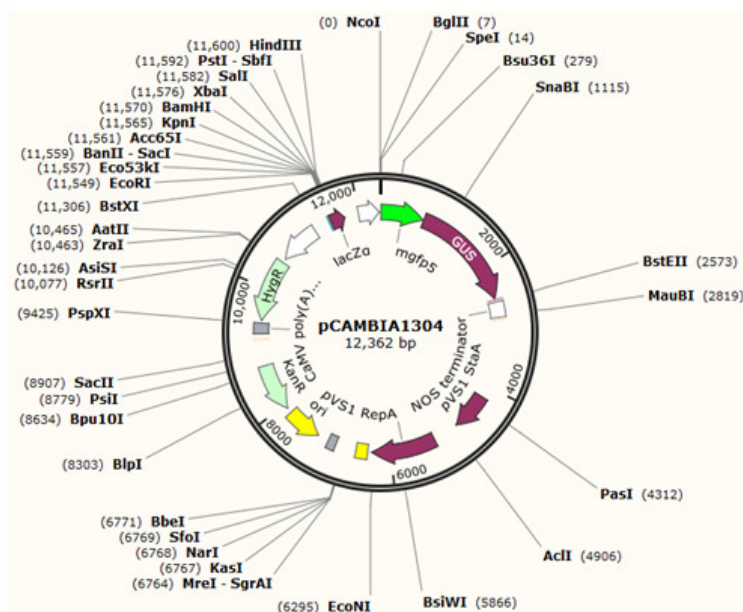 (0) NcoI
BglII (7)
SpeI (14)
Bsu36I (279)
SnaBI (1115)
BstEII (2573)
MauBI (2819)
PasI (4312)
AclI (4906)
BsiWI (5866)
(6295) EcoNI
(6764) MreI - SgrAI
(6767) KasI
(6768) NarI
(6769) SfoI
(6771) BbeI
(8303) BlpI
(8634) Bpu10I
(8779) PsiI
(8907) SacII
(9425) PspXI
(10,077) RsrII
(10,126) AsiSI
(10,463) ZraI
(10,465) AatII
(11,306) BstXI
(11,549) EcoRI
(11,557) Eco53kI
(11,559) BanII - SacI
(11,561) Acc65I
(11,565) KpnI
(11,570) BamHI
(11,576) XbaI
(11,582) SalI
(11,592) PstI - SbfI
(11,600) HindIII
12,000
2000
4000
6000
8000
10,000
lacZα
mgfp5
GUS
HygR
CaMV poly(A)...
KanR
ori
pVS1 RepA
NOS terminator
pVS1 StaA
pCAMBIA1304
12,362 bp